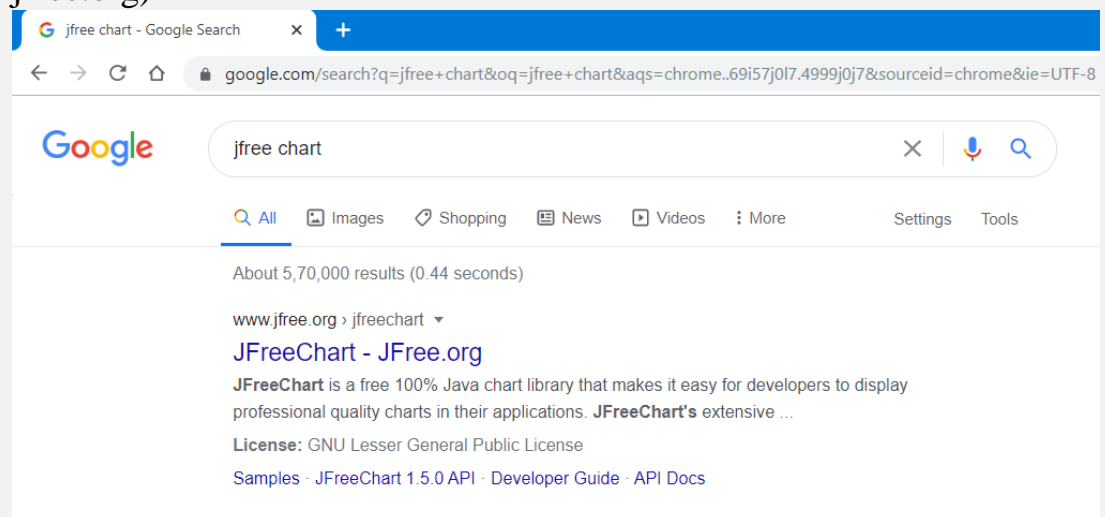 jfree chart - Google Search
google.com/search?q=jfree+chart&oq=jfree+chart&aqs=chrome..69i57j0l7.4999j0j7&sourceid=chrome&ie=UTF-8
Google
jfree chart
All Images Shopping News Videos More Settings Tools
About 5,70,000 results (0.44 seconds)
www.jfree.org › jfreechart
JFreeChart - JFree.org
JFreeChart is a free 100% Java chart library that makes it easy for developers to display
professional quality charts in their applications. JFreeChart's extensive ...
License: GNU Lesser General Public License
Samples · JFreeChart 1.5.0 API · Developer Guide · API Docs